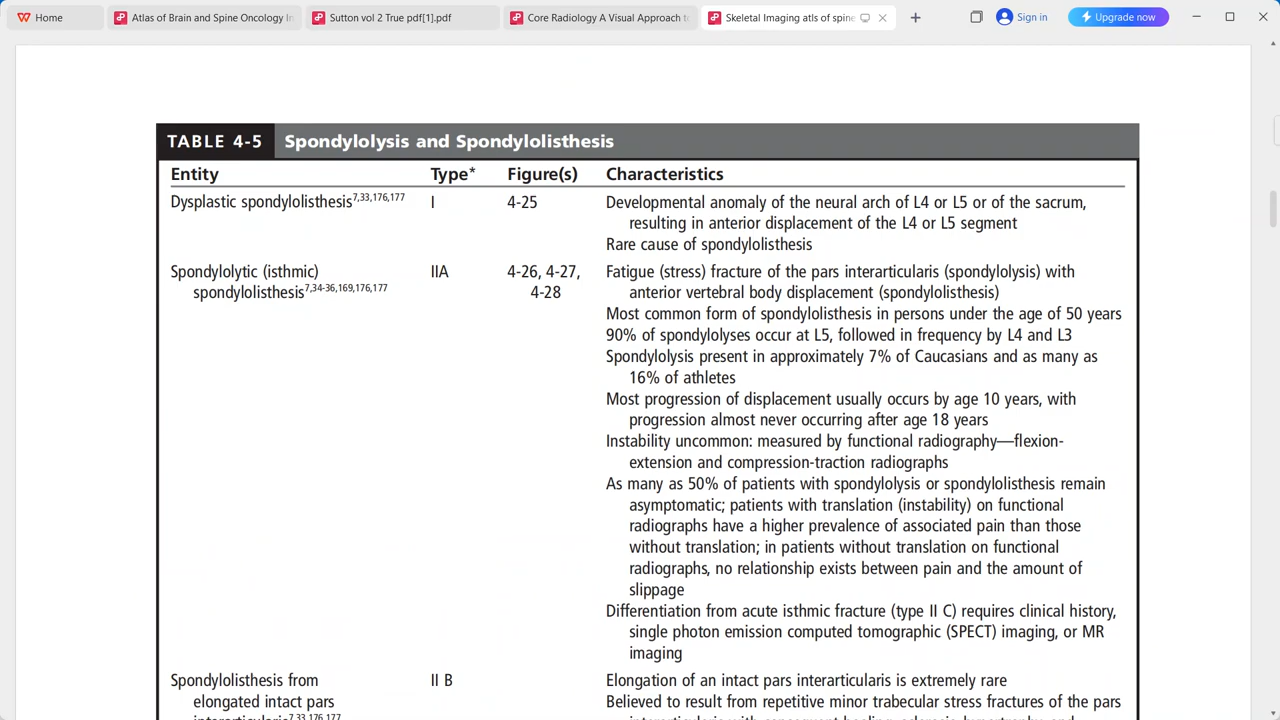 Home
Atlas of Brain and Spine Oncology I
Sutton vol 2 True pdf[1].pdf
Core Radiology A Visual Approach to
Skeletal Imaging atls of spine
Sign in
Upgrade now
TABLE 4-5 Spondylolysis and Spondylolisthesis
Entity Type* Figure(s) Characteristics
Dysplastic spondylolisthesis7,33,176,177 I 4-25 Developmental anomaly of the neural arch of L4 or L5 or of the sacrum,
resulting in anterior displacement of the L4 or L5 segment
Rare cause of spondylolisthesis
Spondylolytic (isthmic) IIA 4-26, 4-27, Fatigue (stress) fracture of the pars interarticularis (spondylolysis) with
spondylolisthesis7,34-36,169,176,177 4-28 anterior vertebral body displacement (spondylolisthesis)
Most common form of spondylolisthesis in persons under the age of 50 years
90% of spondylolyses occur at L5, followed in frequency by L4 and L3
Spondylolysis present in approximately 7% of Caucasians and as many as
16% of athletes
Most progression of displacement usually occurs by age 10 years, with
progression almost never occurring after age 18 years
Instability uncommon: measured by functional radiography—flexion-
extension and compression-traction radiographs
As many as 50% of patients with spondylolysis or spondylolisthesis remain
asymptomatic; patients with translation (instability) on functional
radiographs have a higher prevalence of associated pain than those
without translation; in patients without translation on functional
radiographs, no relationship exists between pain and the amount of
slippage
Differentiation from acute isthmic fracture (type II C) requires clinical history,
single photon emission computed tomographic (SPECT) imaging, or MR
imaging
Spondylolisthesis from II B Elongation of an intact pars interarticularis is extremely rare
elongated intact pars Believed to result from repetitive minor trabecular stress fractures of the pars
interarticularis7,33,176,177